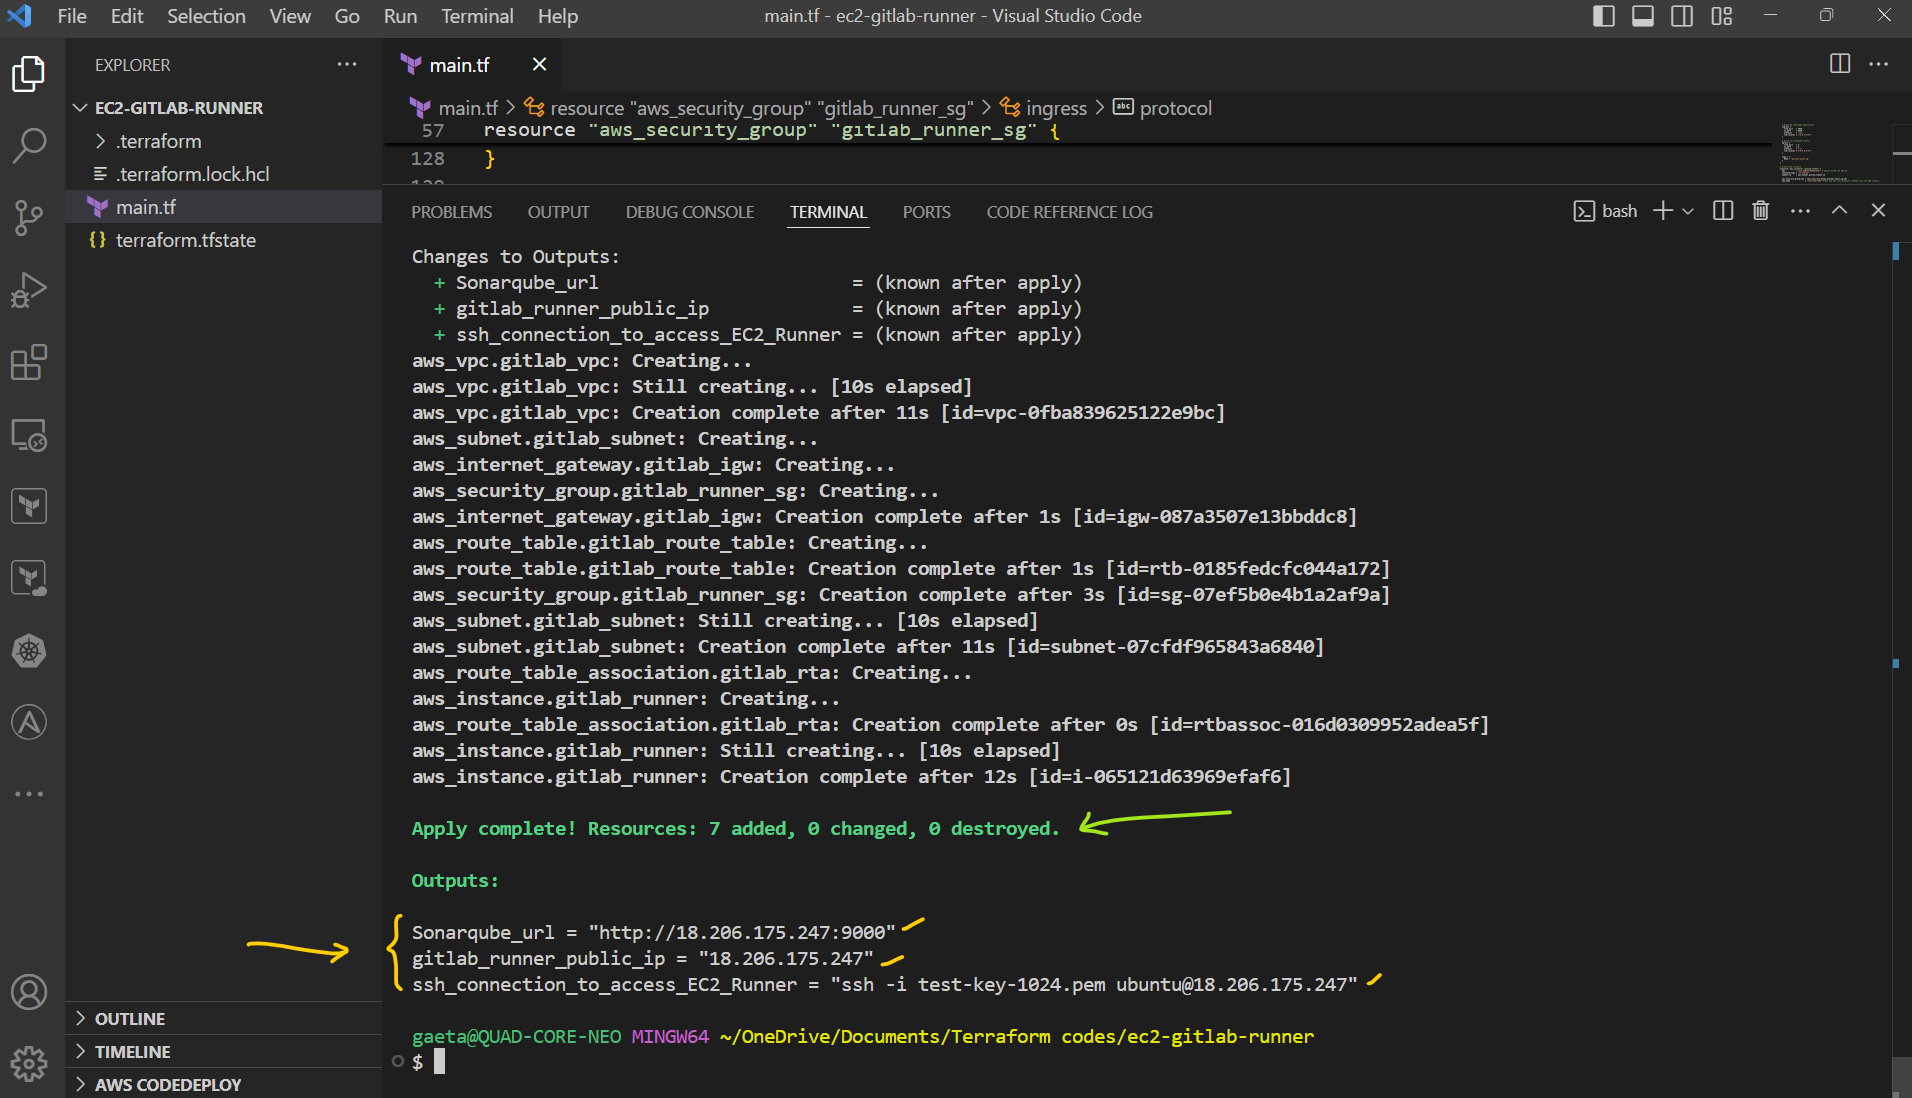 File Edit Selection View Go Run Terminal Help
main.tf - ec2-gitlab-runner - Visual Studio Code
EXPLORER
EC2-GITLAB-RUNNER
.terraform
.terraform.lock.hcl
main.tf
terraform.tfstate
OUTLINE
TIMELINE
AWS CODEDEPLOY
main.tf
main.tf > resource "aws_security_group" "gitlab_runner_sg" > ingress > abc protocol
57 resource "aws_security_group" "gitlab_runner_sg" {
128 }
PROBLEMS OUTPUT DEBUG CONSOLE TERMINAL PORTS CODE REFERENCE LOG
bash
Changes to Outputs:
+ Sonarqube_url = (known after apply)
+ gitlab_runner_public_ip = (known after apply)
+ ssh_connection_to_access_EC2_Runner = (known after apply)
aws_vpc.gitlab_vpc: Creating...
aws_vpc.gitlab_vpc: Still creating... [10s elapsed]
aws_vpc.gitlab_vpc: Creation complete after 11s [id=vpc-0fba839625122e9bc]
aws_subnet.gitlab_subnet: Creating...
aws_internet_gateway.gitlab_igw: Creating...
aws_security_group.gitlab_runner_sg: Creating...
aws_internet_gateway.gitlab_igw: Creation complete after 1s [id=igw-087a3507e13bbddc8]
aws_route_table.gitlab_route_table: Creating...
aws_route_table.gitlab_route_table: Creation complete after 1s [id=rtb-0185fedcfc044a172]
aws_security_group.gitlab_runner_sg: Creation complete after 3s [id=sg-07ef5b0e4b1a2af9a]
aws_subnet.gitlab_subnet: Still creating... [10s elapsed]
aws_subnet.gitlab_subnet: Creation complete after 11s [id=subnet-07cfdf965843a6840]
aws_route_table_association.gitlab_rta: Creating...
aws_instance.gitlab_runner: Creating...
aws_route_table_association.gitlab_rta: Creation complete after 0s [id=rtbassoc-016d0309952adea5f]
aws_instance.gitlab_runner: Still creating... [10s elapsed]
aws_instance.gitlab_runner: Creation complete after 12s [id=i-065121d63969efaf6]
Apply complete! Resources: 7 added, 0 changed, 0 destroyed.
Outputs:
Sonarqube_url = "http://18.206.175.247:9000"
gitlab_runner_public_ip = "18.206.175.247"
ssh_connection_to_access_EC2_Runner = "ssh -i test-key-1024.pem ubuntu@18.206.175.247"
gaeta@QUAD-CORE-NEO MINGW64 ~/OneDrive/Documents/Terraform codes/ec2-gitlab-runner
$